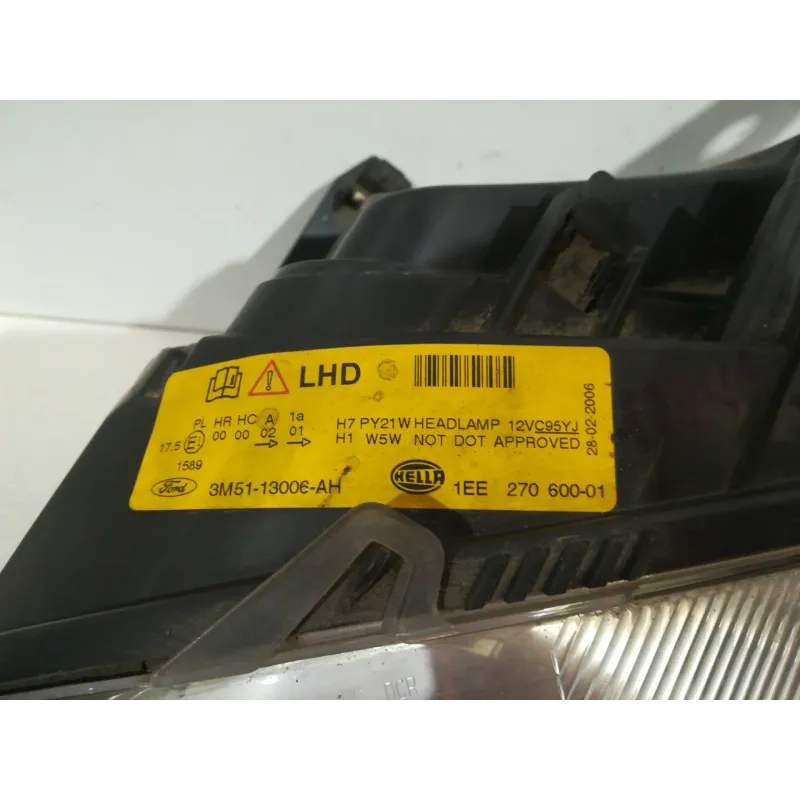 LHD
PL HR HC A 1a
17.5 E1 00 00 02 01
1589
H7 PY21W HEADLAMP 12VC95YJ
H1 W5W NOT DOT APPROVED
28-02-2006
Ford 3M51-13006-AH HELLA 1EE 270 600-01
DCR